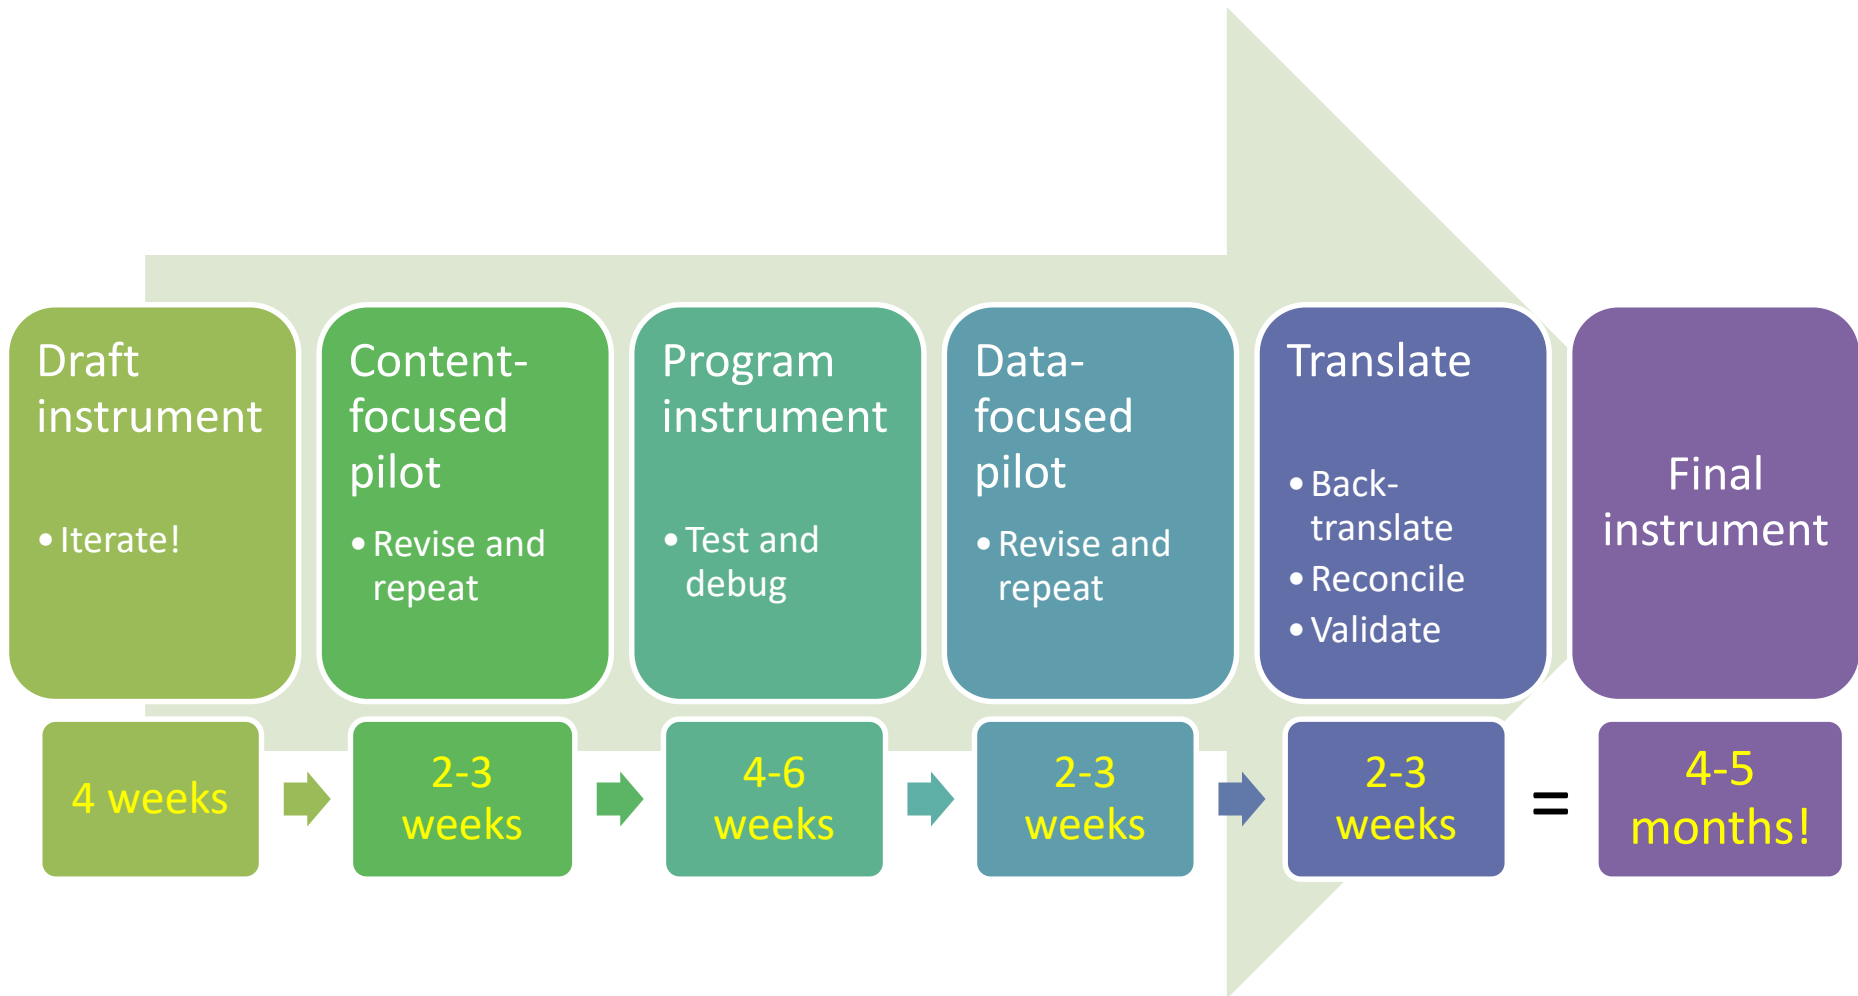 Draft
instrument
• Iterate!
Content-
focused
pilot
• Revise and
repeat
Program
instrument
• Test and
debug
Data-
focused
pilot
• Revise and
repeat
Translate
• Back-
translate
• Reconcile
• Validate
Final
instrument
4 weeks
2-3
weeks
4-6
weeks
2-3
weeks
2-3
weeks
=
4-5
months!